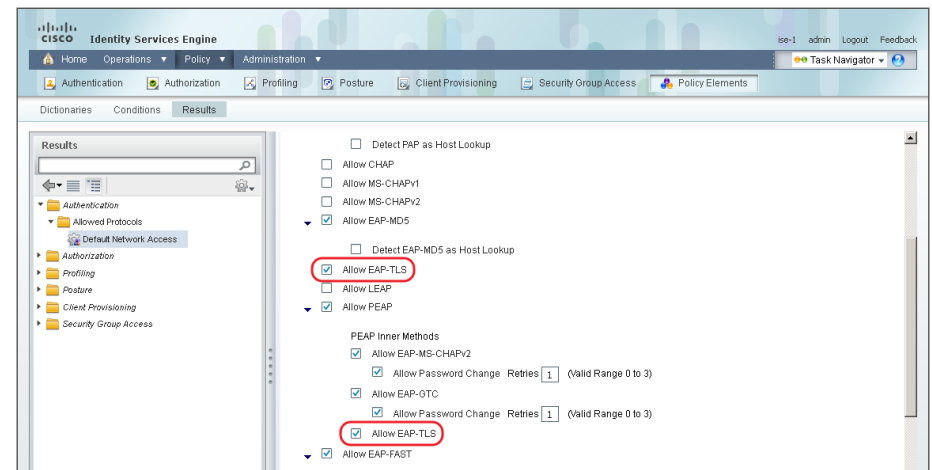 CISCO Identity Services Engine
ise-1 admin Logout Feedback
Home Operations Policy Administration
Task Navigator ?
Authentication Authorization Profiling Posture Client Provisioning Security Group Access Policy Elements
Dictionaries Conditions Results
Results
Authentication
Allowed Protocols
Default Network Access
Authorization
Profiling
Posture
Client Provisioning
Security Group Access
Detect PAP as Host Lookup
Allow CHAP
Allow MS-CHAPv1
Allow MS-CHAPv2
Allow EAP-MD5
Detect EAP-MD5 as Host Lookup
Allow EAP-TLS
Allow LEAP
Allow PEAP
PEAP Inner Methods
Allow EAP-MS-CHAPv2
Allow Password Change Retries 1 (Valid Range 0 to 3)
Allow EAP-GTC
Allow Password Change Retries 1 (Valid Range 0 to 3)
Allow EAP-TLS
Allow EAP-FAST